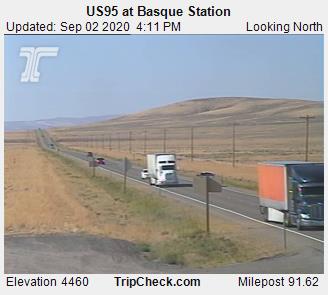 US95 at Basque Station
Updated: Sep 02 2020 4:11 PM Looking North
Elevation 4460 TripCheck.com Milepost 91.62